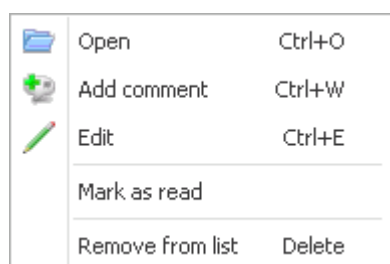 Open Ctrl+O
Add comment Ctrl+W
Edit Ctrl+E
Mark as read
Remove from list Delete